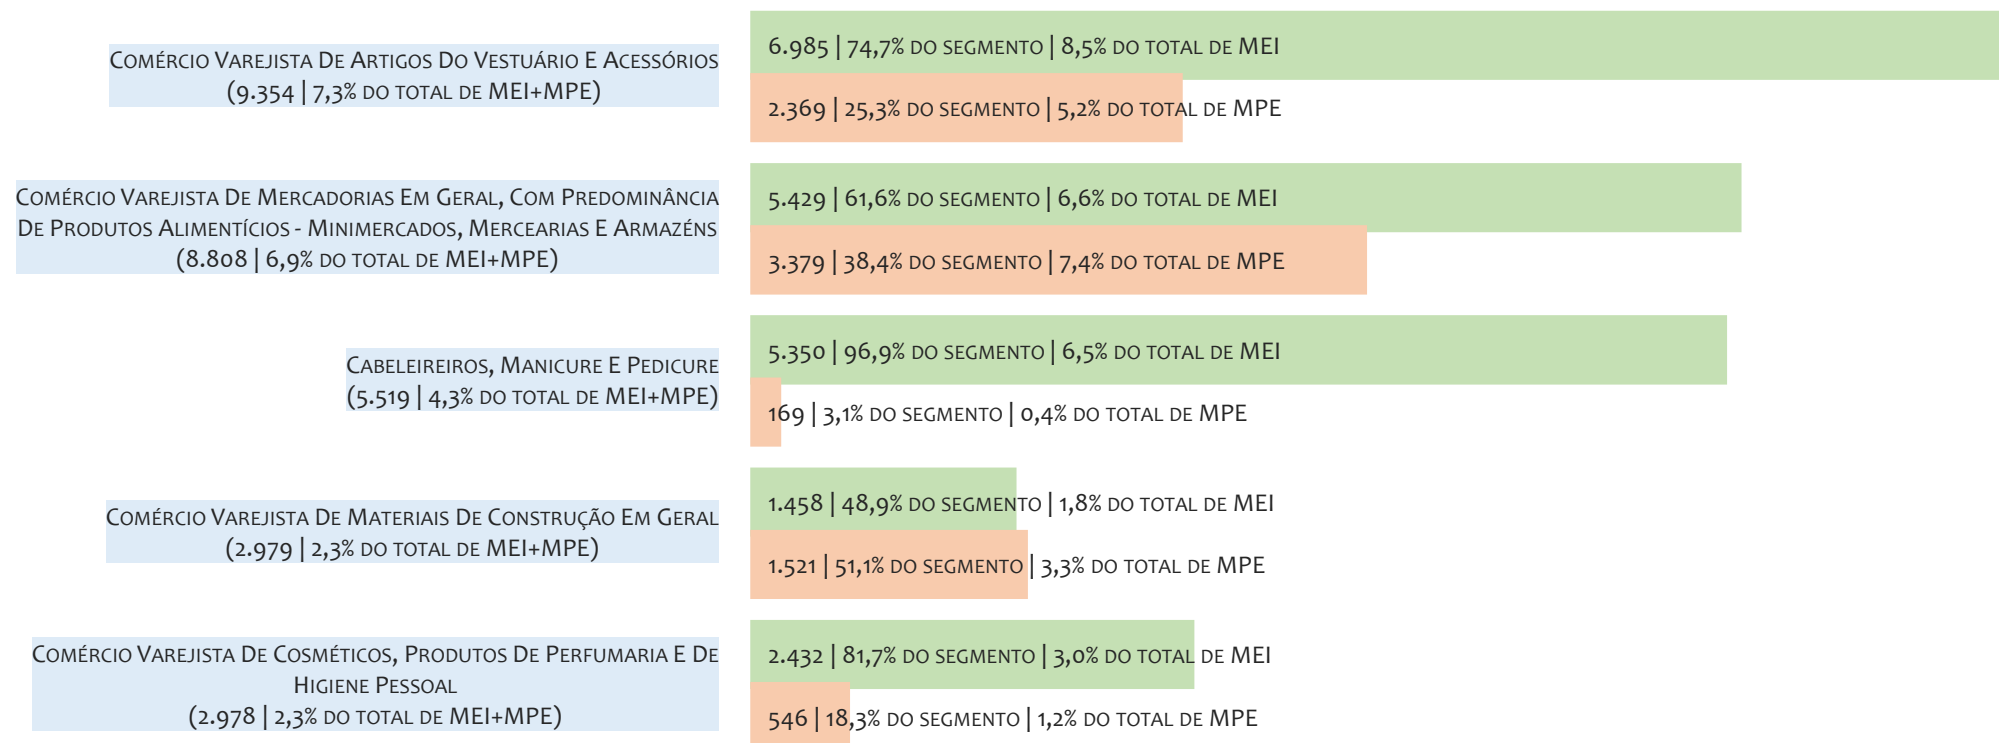 Comércio Varejista De Artigos Do Vestuário E Acessórios
(9.354 | 7,3% do total de MEI+MPE)
6.985 | 74,7% do segmento | 8,5% do total de MEI
2.369 | 25,3% do segmento | 5,2% do total de MPE
Comércio Varejista De Mercadorias Em Geral, Com Predominância
De Produtos Alimentícios - Minimercados, Mercearias E Armazéns
(8.808 | 6,9% do total de MEI+MPE)
5.429 | 61,6% do segmento | 6,6% do total de MEI
3.379 | 38,4% do segmento | 7,4% do total de MPE
Cabeleireiros, Manicure E Pedicure
(5.519 | 4,3% do total de MEI+MPE)
5.350 | 96,9% do segmento | 6,5% do total de MEI
169 | 3,1% do segmento | 0,4% do total de MPE
Comércio Varejista De Materiais De Construção Em Geral
(2.979 | 2,3% do total de MEI+MPE)
1.458 | 48,9% do segmento | 1,8% do total de MEI
1.521 | 51,1% do segmento | 3,3% do total de MPE
Comércio Varejista De Cosméticos, Produtos De Perfumaria E De
Higiene Pessoal
(2.978 | 2,3% do total de MEI+MPE)
2.432 | 81,7% do segmento | 3,0% do total de MEI
546 | 18,3% do segmento | 1,2% do total de MPE